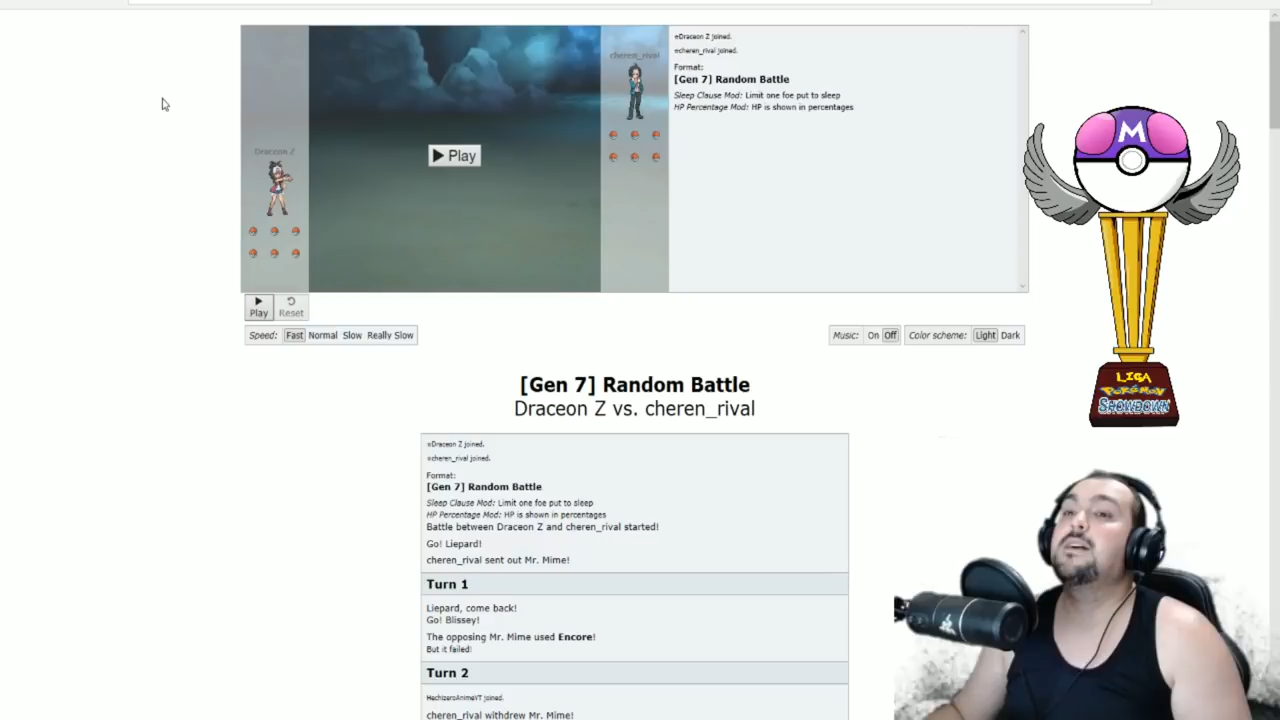 ¤Draceon Z joined.
¤cheren_rival joined.
Format:
[Gen 7] Random Battle
Sleep Clause Mod: Limit one foe put to sleep
HP Percentage Mod: HP is shown in percentages
cheren_rival
Draceon Z
Play
Play
Reset
Speed: Fast Normal Slow Really Slow
Music: On Off Color scheme: Light Dark
M
LIGA
POKÉMON
SHOWDOWN
[Gen 7] Random Battle
Draceon Z vs. cheren_rival
¤Draceon Z joined.
¤cheren_rival joined.
Format:
[Gen 7] Random Battle
Sleep Clause Mod: Limit one foe put to sleep
HP Percentage Mod: HP is shown in percentages
Battle between Draceon Z and cheren_rival started!
Go! Liepard!
cheren_rival sent out Mr. Mime!
Turn 1
Liepard, come back!
Go! Blissey!
The opposing Mr. Mime used Encore!
But it failed!
Turn 2
HechizeroAnimeYT joined.
cheren_rival withdrew Mr. Mime!